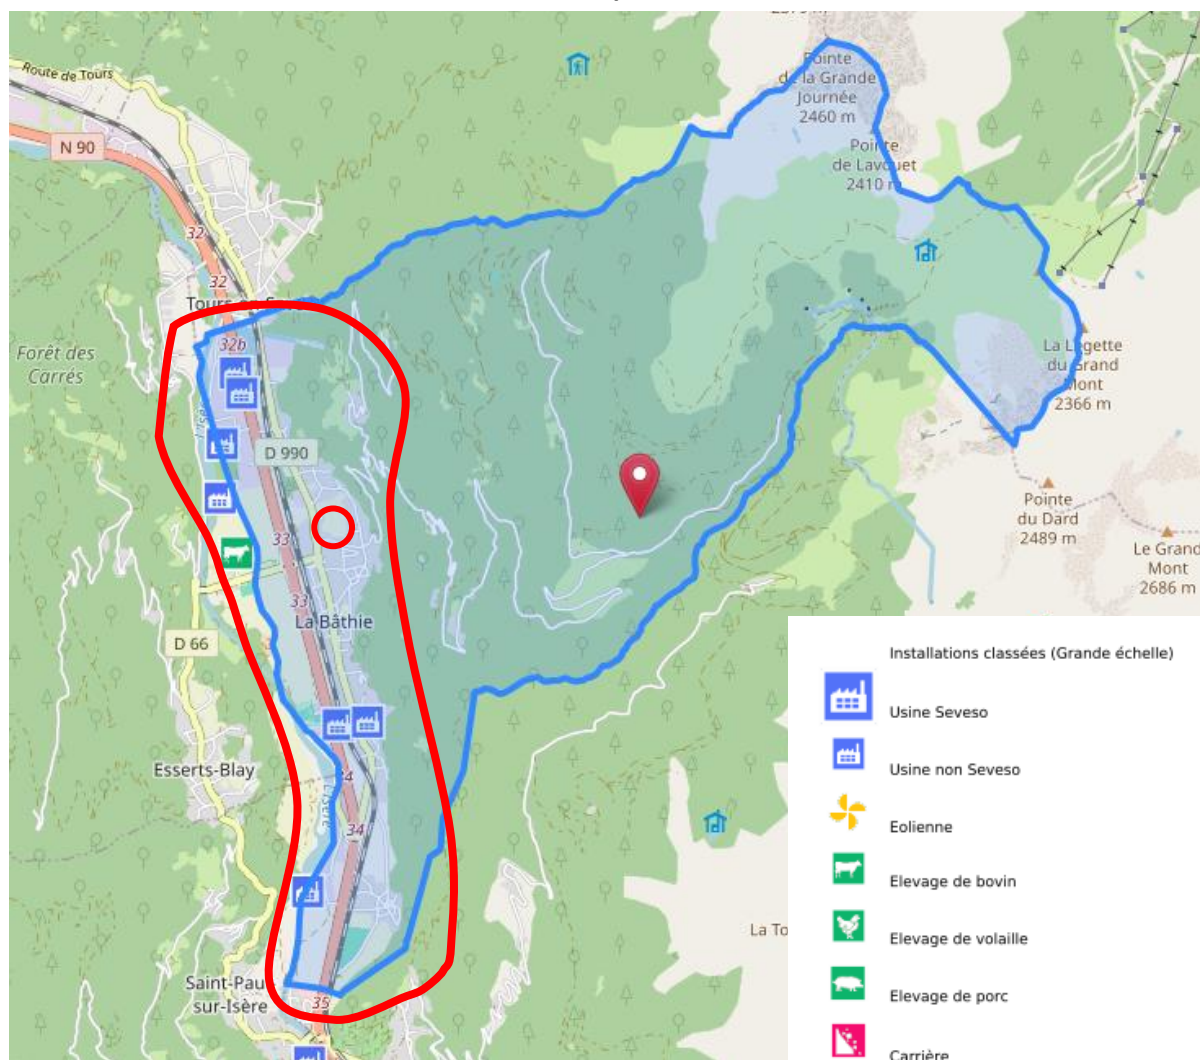 Route de Tours
N 90
32
32
Pointe
de la Grande
Journée
2460 m
Pointe
de Lavouet
2410 m
Forêt des
Carrés
32b
D 990
La Légette
du Grand
Mont
2366 m
Pointe
du Dard
2489 m
Le Grand
Mont
2686 m
33
33
La Bâthie
D 66
Esserts-Blay
L'Isère
34
34
La To
Saint-Paul-
sur-Isère
35
Installations classées (Grande échelle)
Usine Seveso
Usine non Seveso
Eolienne
Elevage de bovin
Elevage de volaille
Elevage de porc
Carrière